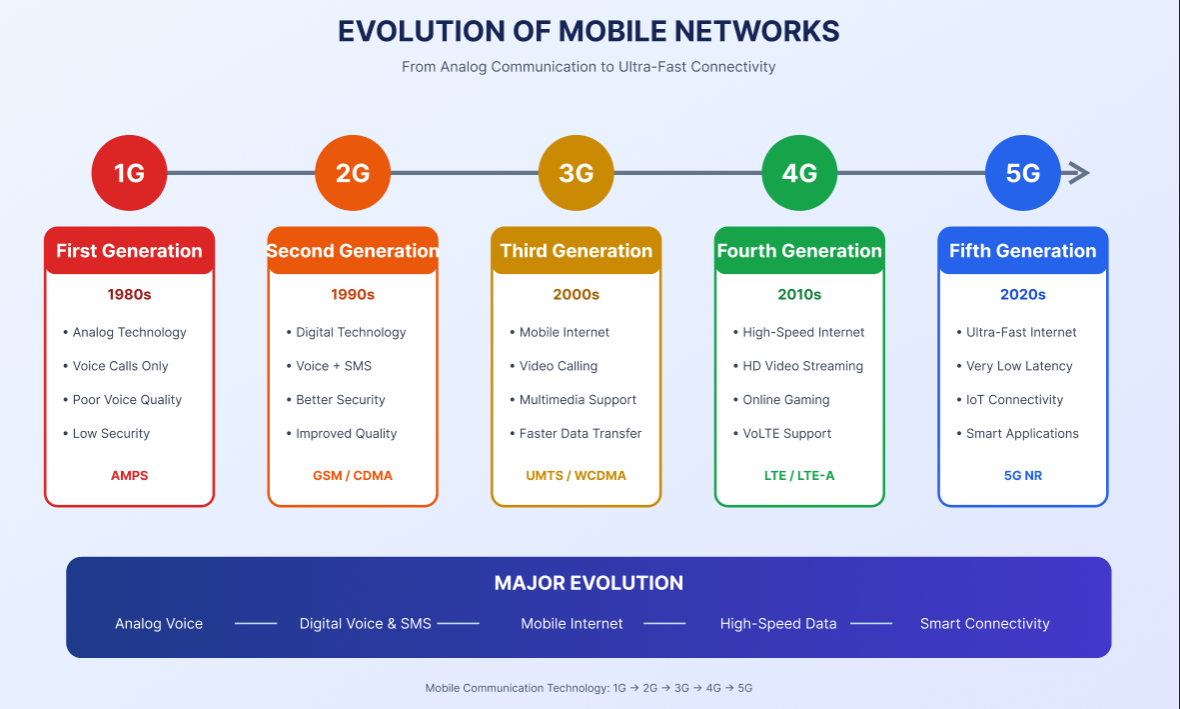 EVOLUTION OF MOBILE NETWORKS
From Analog Communication to Ultra-Fast Connectivity
1G
2G
3G
4G
5G
First Generation
1980s
• Analog Technology
• Voice Calls Only
• Poor Voice Quality
• Low Security
AMPS
Second Generation
1990s
• Digital Technology
• Voice + SMS
• Better Security
• Improved Quality
GSM / CDMA
Third Generation
2000s
• Mobile Internet
• Video Calling
• Multimedia Support
• Faster Data Transfer
UMTS / WCDMA
Fourth Generation
2010s
• High-Speed Internet
• HD Video Streaming
• Online Gaming
• VoLTE Support
LTE / LTE-A
Fifth Generation
2020s
• Ultra-Fast Internet
• Very Low Latency
• IoT Connectivity
• Smart Applications
5G NR
MAJOR EVOLUTION
Analog Voice
Digital Voice & SMS
Mobile Internet
High-Speed Data
Smart Connectivity
Mobile Communication Technology: 1G → 2G → 3G → 4G → 5G